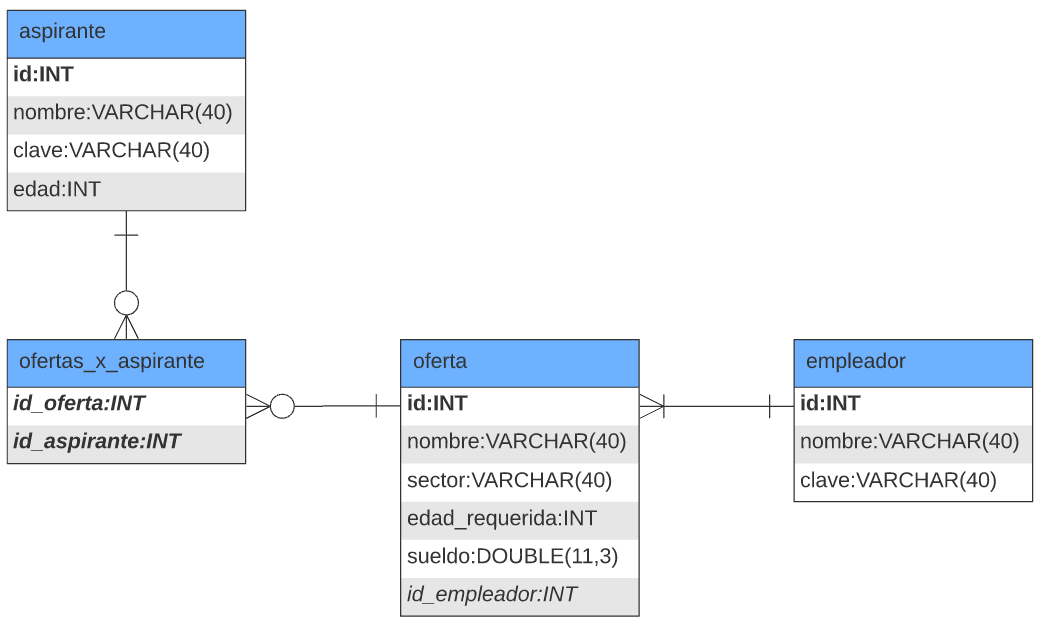 aspirante
id:INT
nombre:VARCHAR(40)
clave:VARCHAR(40)
edad:INT
ofertas_x_aspirante
id_oferta:INT
id_aspirante:INT
oferta
id:INT
nombre:VARCHAR(40)
sector:VARCHAR(40)
edad_requerida:INT
sueldo:DOUBLE(11,3)
id_empleador:INT
empleador
id:INT
nombre:VARCHAR(40)
clave:VARCHAR(40)